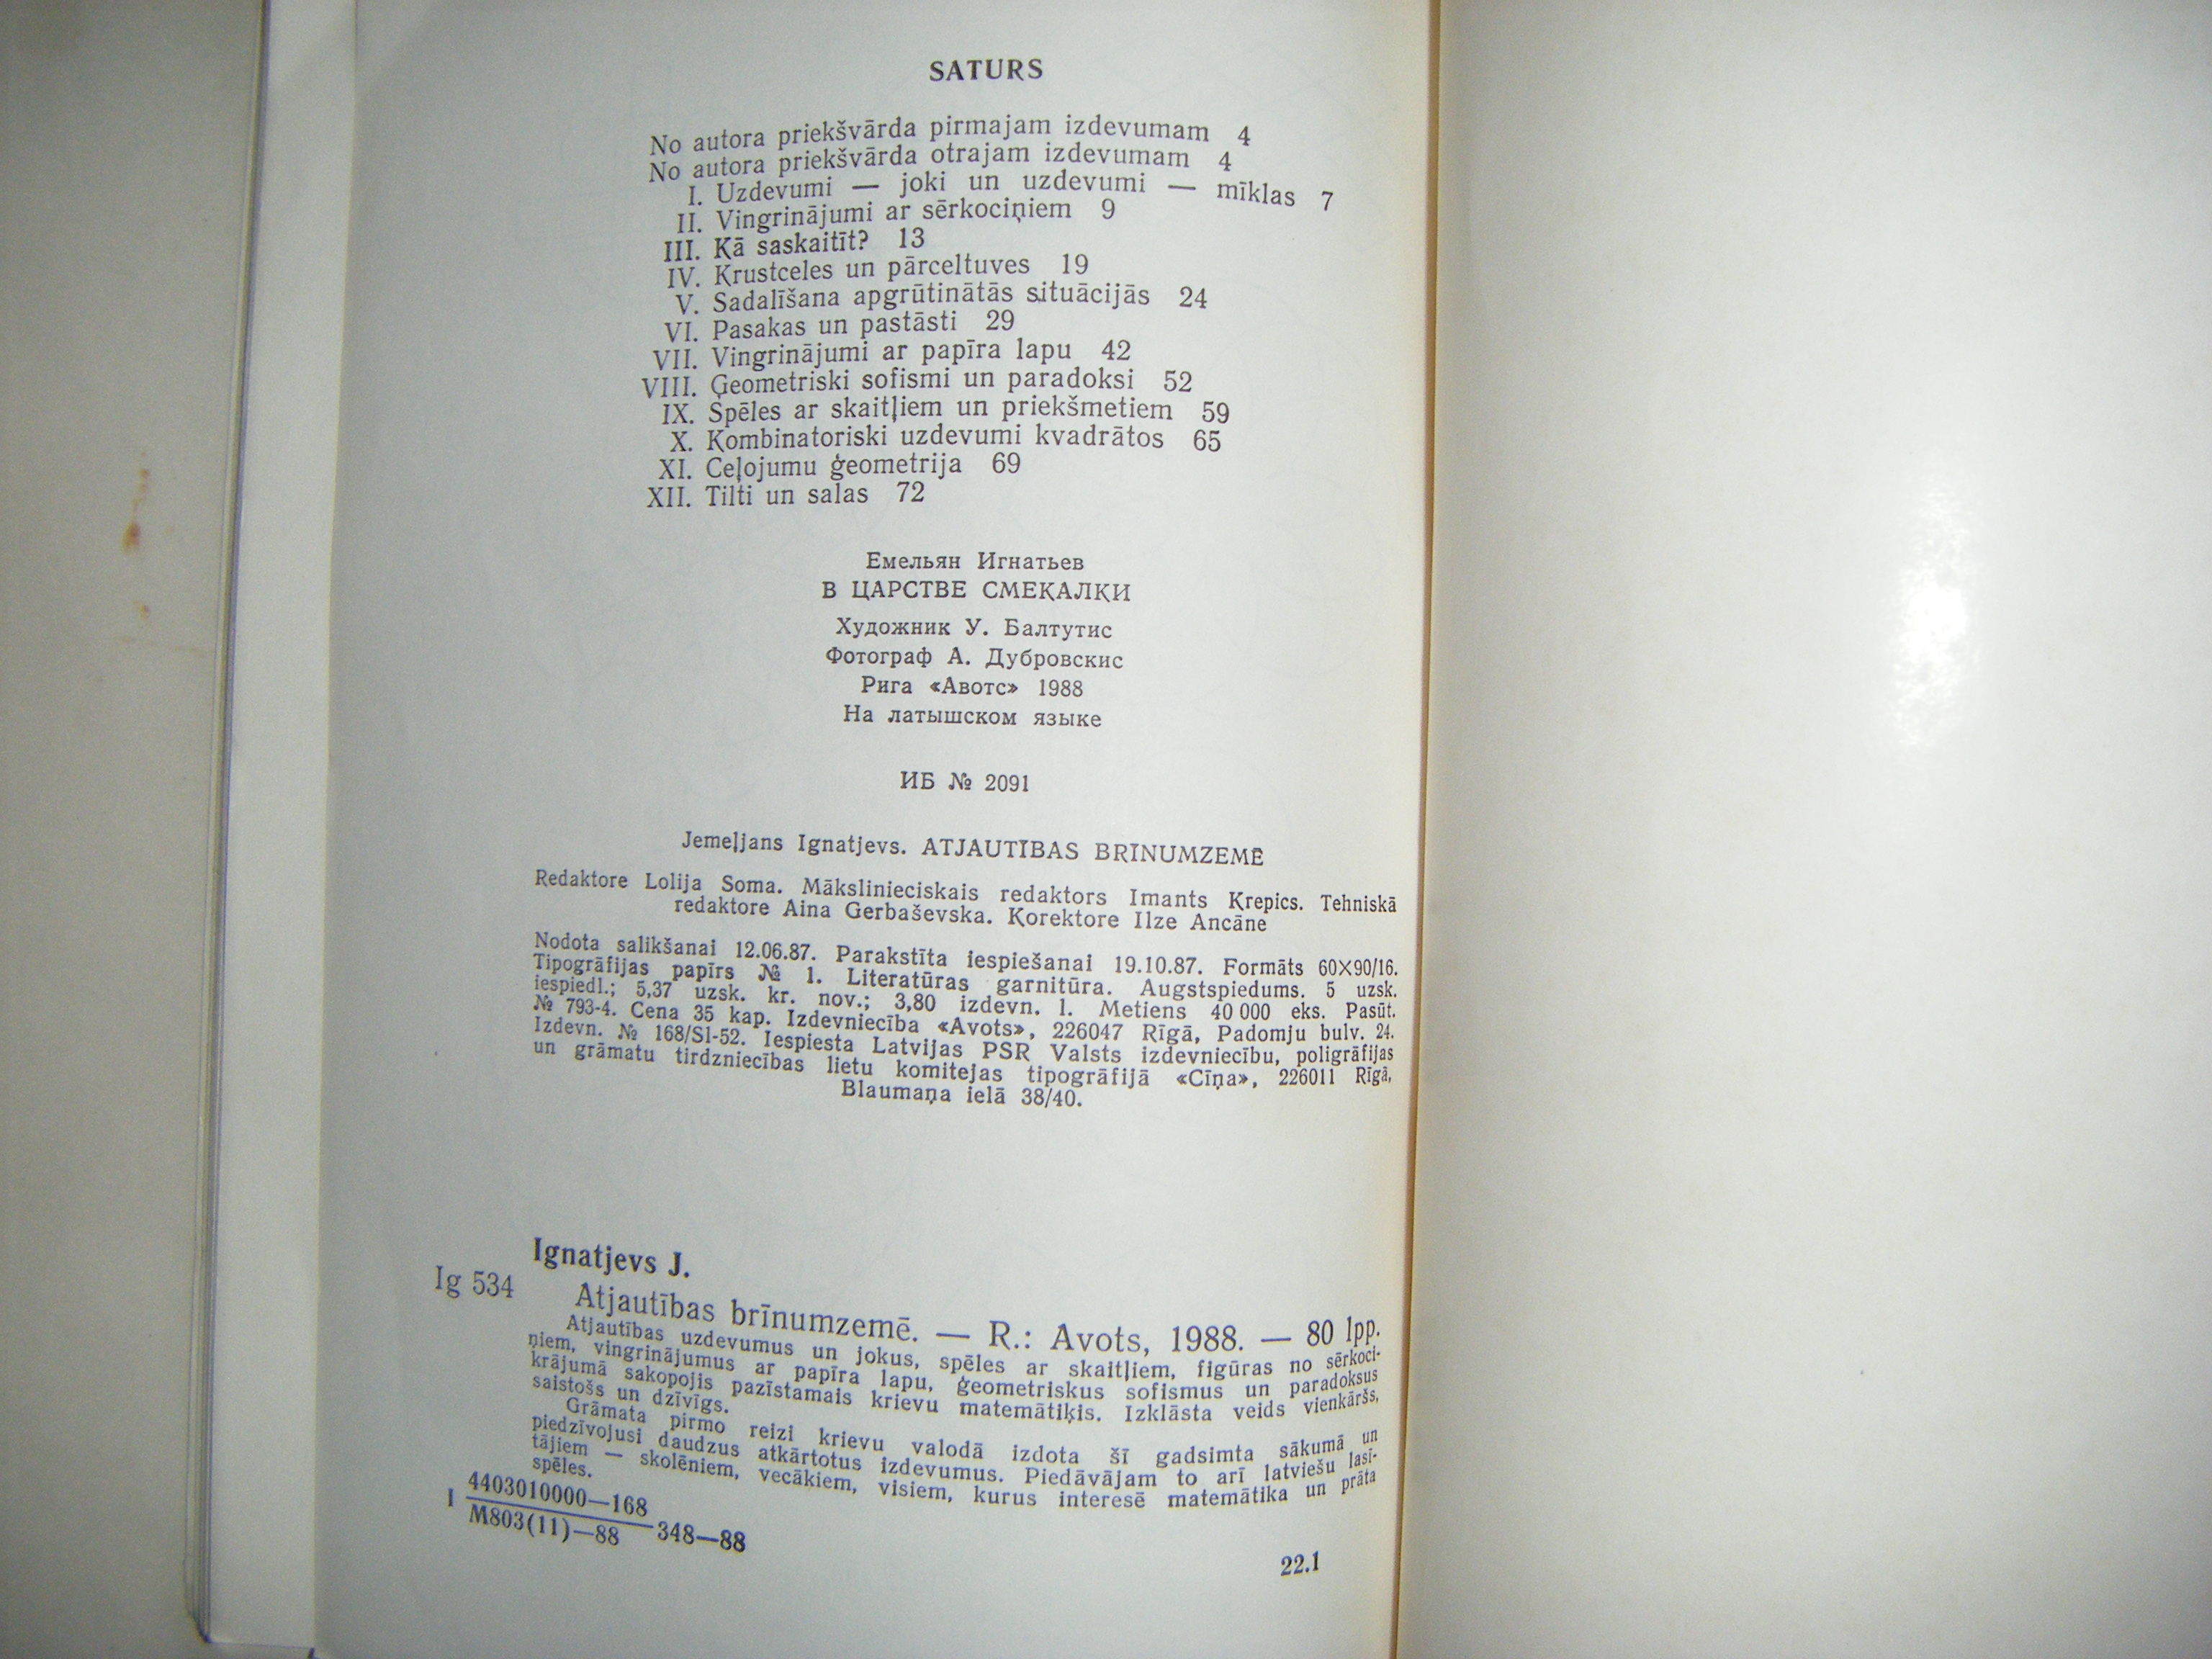 SATURS
No autora priekšvārda pirmajam izdevumam 4
No autora priekšvārda otrajam izdevumam 4
I. Uzdevumi — joki un uzdevumi — mīklas 7
II. Vingrinājumi ar sērkociņiem 9
III. Kā saskaitīt? 13
IV. Krustceles un pārceltuves 19
V. Sadalīšana apgrūtinātās situācijās 24
VI. Pasakas un pastāsti 29
VII. Vingrinājumi ar papīra lapu 42
VIII. Ģeometriski sofismi un paradoksi 52
IX. Spēles ar skaitļiem un priekšmetiem 59
X. Kombinatoriski uzdevumi kvadrātos 65
XI. Ceļojumu ģeometrija 69
XII. Tilti un salas 72
Емельян Игнатьев
В ЦАРСТВЕ СМЕКАЛКИ
Художник У. Балтутис
Фотограф А. Дубровскис
Рига «Авотс» 1988
На латышском языке
ИБ № 2091
Jemeļjans Ignatjevs. ATJAUTĪBAS BRĪNUMZEMĒ
Redaktore Lolija Soma. Mākslinieciskais redaktors Imants Krepics. Tehniskā
redaktore Aina Gerbaševska. Korektore Ilze Ancāne
Nodota salikšanai 12.06.87. Parakstīta iespiešanai 19.10.87. Formāts 60×90/16.
Tipogrāfijas papīrs № 1. Literatūras garnitūra. Augstspiedums. 5 uzsk.
iespiedl.; 5,37 uzsk. kr. nov.; 3,80 izdevn. l. Metiens 40 000 eks. Pasūt.
№ 793-4. Cena 35 kap. Izdevniecība «Avots», 226047 Rīgā, Padomju bulv. 24.
Izdevn. № 168/Sl-52. Iespiesta Latvijas PSR Valsts izdevniecību, poligrāfijas
un grāmatu tirdzniecības lietu komitejas tipogrāfijā «Cīņa», 226011 Rīgā,
Blaumaņa ielā 38/40.
Ignatjevs J.
Ig 534 Atjautības brīnumzemē. — R.: Avots, 1988. — 80 lpp.
Atjautības uzdevumus un jokus, spēles ar skaitļiem, figūras no sērkoci-
ņiem, vingrinājumus ar papīra lapu, ģeometriskus sofismus un paradoksus
krājumā sakopojis pazīstamais krievu matemātiķis. Izklāsta veids vienkāršs,
saistošs un dzīvīgs.
Grāmata pirmo reizi krievu valodā izdota šī gadsimta sākumā un
piedzīvojusi daudzus atkārtotus izdevumus. Piedāvājam to arī latviešu lasī-
tājiem — skolēniem, vecākiem, visiem, kurus interesē matemātika un prāta
spēles.
I 4403010000—168
M803(11)—88 348—88
22.1